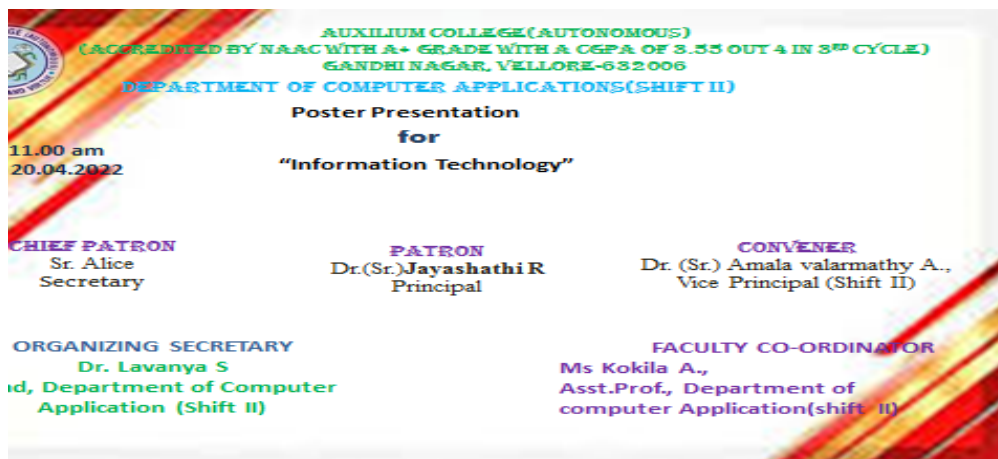 AUXILIUM COLLEGE(AUTONOMOUS)
(ACCREDITED BY NAAC WITH A+ GRADE WITH A CGPA OF 3.55 OUT 4 IN 3RD CYCLE)
GANDHI NAGAR, VELLORE-632006
DEPARTMENT OF COMPUTER APPLICATIONS(SHIFT II)
Poster Presentation
for
"Information Technology"
11.00 am
20.04.2022
CHIEF PATRON
Sr. Alice
Secretary
PATRON
Dr.(Sr.)Jayashathi R
Principal
CONVENER
Dr. (Sr.) Amala valarmathy A.,
Vice Principal (Shift II)
ORGANIZING SECRETARY
Dr. Lavanya S
Department of Computer
Application (Shift II)
FACULTY CO-ORDINATOR
Ms Kokila A.,
Asst.Prof., Department of
computer Application(shift II)